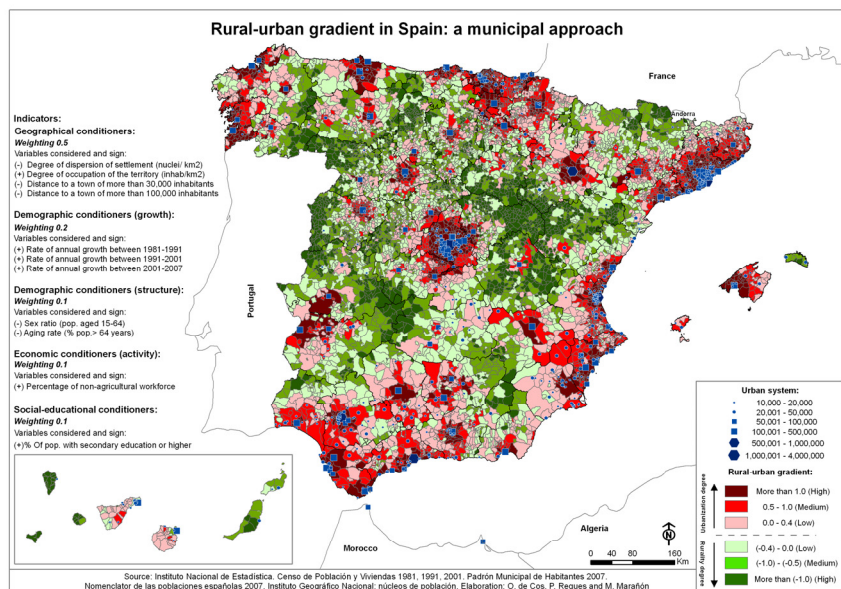 Rural-urban gradient in Spain: a municipal approach
France
Andorra
Indicators:
Geographical conditioners:
Weighting 0.5
Variables considered and sign:
(-) Degree of dispersion of settlement (nuclei/ km2)
(+) Degree of occupation of the territory (inhab/km2)
(-) Distance to a town of more than 30,000 inhabitants
(-) Distance to a town of more than 100,000 inhabitants
Demographic conditioners (growth):
Weighting 0.2
Variables considered and sign:
(+) Rate of annual growth between 1981-1991
(+) Rate of annual growth between 1991-2001
(+) Rate of annual growth between 2001-2007
Demographic conditioners (structure):
Weighting 0.1
Variables considered and sign:
(-) Sex ratio (pop. aged 15-64)
(-) Aging rate (% pop.> 64 years)
Economic conditioners (activity):
Weighting 0.1
Variables considered and sign:
(+) Percentage of non-agricultural workforce
Social-educational conditioners:
Weighting 0.1
Variables considered and sign:
(+)% Of pop. with secondary education or higher
Portugal
Morocco
Algeria
N
0 40 80 160
Km
Urban system:
10,000 - 20,000
20,001 - 50,000
50,001 - 100,000
100,001 - 500,000
500,001 - 1,000,000
1,000,001 - 4,000,000
Rural-urban gradient:
Urbanization degree
More than 1.0 (High)
0.5 - 1.0 (Medium)
0.0 - 0.4 (Low)
Rurality degree
(-0.4) - 0.0 (Low)
(-1.0) - (-0.5) (Medium)
More than (-1.0) (High)
Source: Instituto Nacional de Estadística. Censo de Población y Viviendas 1981, 1991, 2001. Padrón Municipal de Habitantes 2007.
Nomenclator de las poblaciones españolas 2007. Instituto Geográfico Nacional: núcleos de población. Elaboration: O. de Cos, P. Reques and M. Marañón